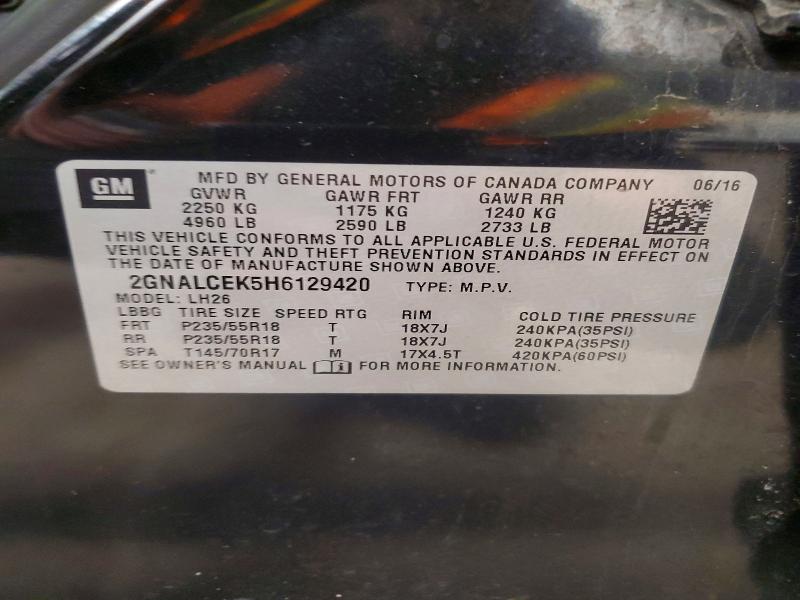 GM MFD BY GENERAL MOTORS OF CANADA COMPANY 06/16
GVWR GAWR FRT GAWR RR
2250 KG 1175 KG 1240 KG
4960 LB 2590 LB 2733 LB
THIS VEHICLE CONFORMS TO ALL APPLICABLE U.S. FEDERAL MOTOR
VEHICLE SAFETY AND THEFT PREVENTION STANDARDS IN EFFECT ON
THE DATE OF MANUFACTURE SHOWN ABOVE.
2GNALCEK5H6129420 TYPE: M.P.V.
MODEL: LH26
LBBG TIRE SIZE SPEED RTG RIM COLD TIRE PRESSURE
FRT P235/55R18 T 18X7J 240KPA(35PSI)
RR P235/55R18 T 18X7J 240KPA(35PSI)
SPA T145/70R17 M 17X4.5T 420KPA(60PSI)
SEE OWNER'S MANUAL FOR MORE INFORMATION.